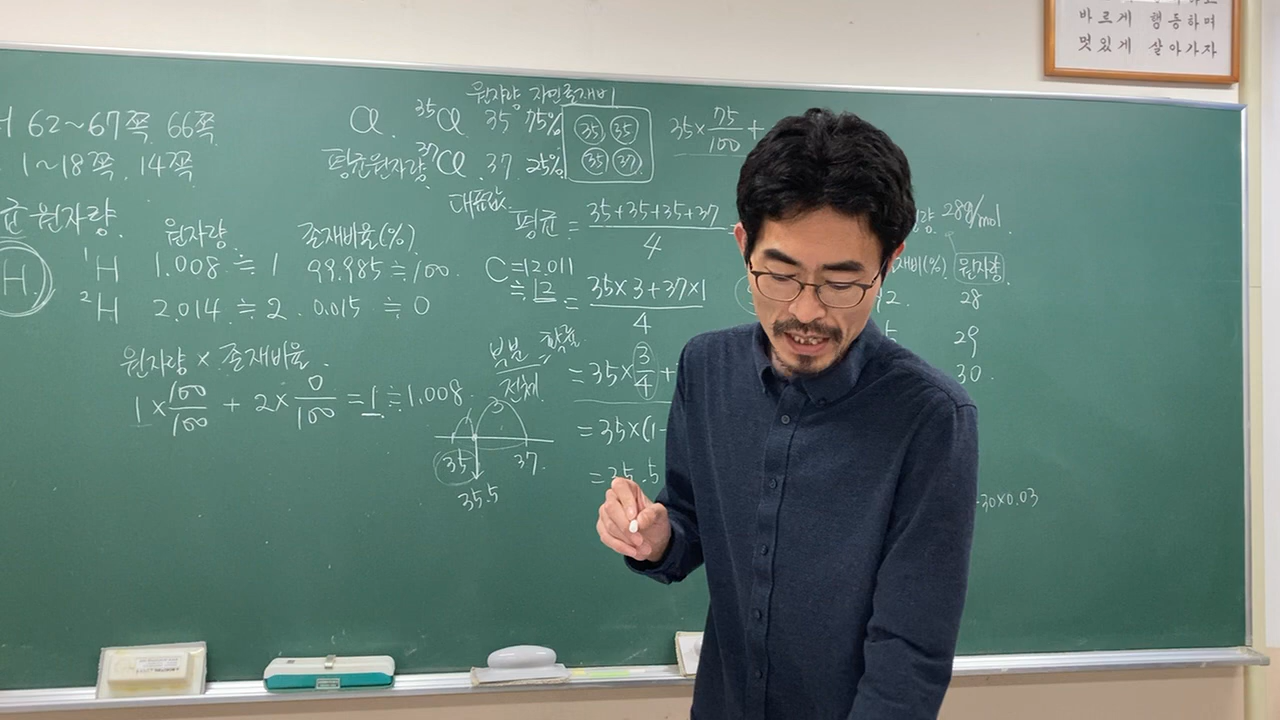 바르게 행동하며
멋있게 살아가자
62~67쪽 66쪽
1~18쪽. 14쪽
균 원자량.
원자량. 존재비율(%)
H.
¹H 1.008 ≒ 1 99.985 ≒ 100.
²H 2.014 ≒ 2. 0.015 ≒ 0
원자량 × 존재비율.
1 × 100/100 + 2 × 0/100 = 1 ≒ 1.008.
원자량 자연존재비
Cl. ³⁵Cl 35 75%
평균원자량 ³⁷Cl. 37 25%
35 35
35 37
35 × 75/100 +
대푯값.
평균 = 35+35+35+37/4
C = 12.011
≒ 12
= 35×3+37×1/4
부분/전체
= 35 × 3/4 +
= 35×(1-
= 35.5
3
35 37.
35.5
28g/mol.
재비(%). 원자량
28
29
30.
30×0.03